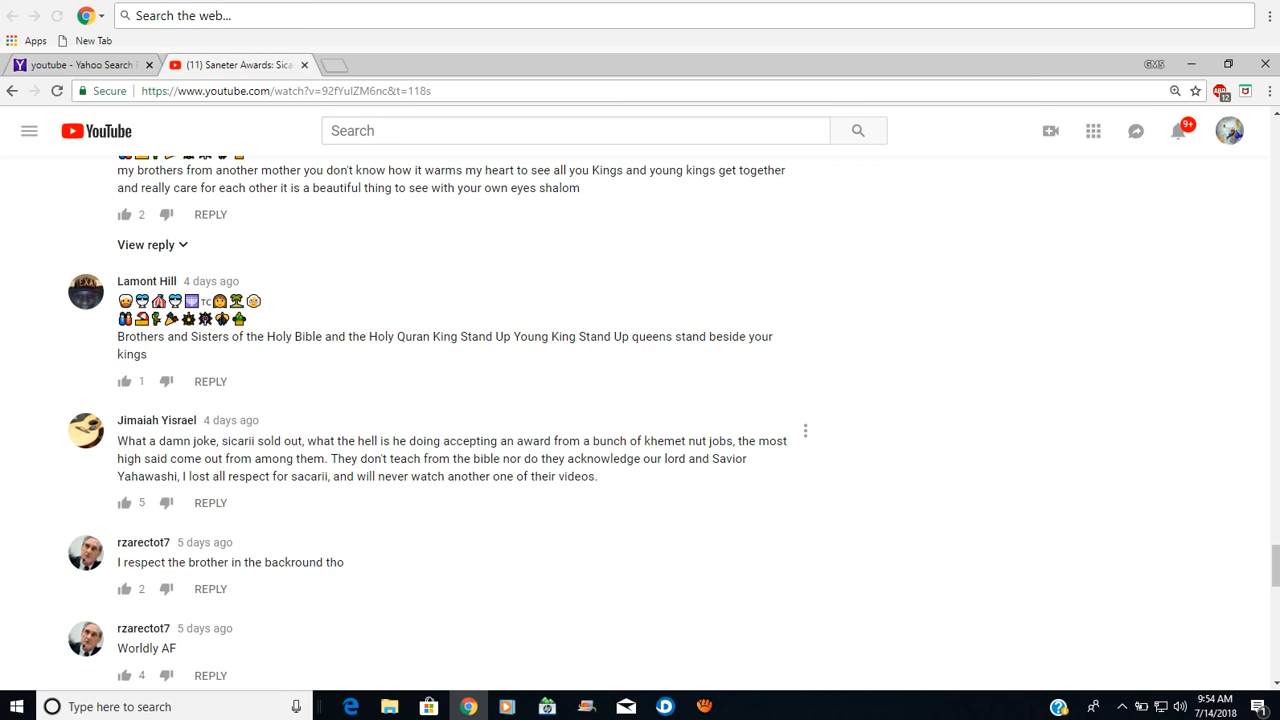 Search the web...
Apps New Tab
youtube - Yahoo Search (11) Saneter Awards: Sica GMS
Secure https://www.youtube.com/watch?v=92fYuIZM6nc&t=118s
12
YouTube Search 9+
my brothers from another mother you don't know how it warms my heart to see all you Kings and young kings get together
and really care for each other it is a beautiful thing to see with your own eyes shalom
2 REPLY
View reply
Lamont Hill 4 days ago
TC
Brothers and Sisters of the Holy Bible and the Holy Quran King Stand Up Young King Stand Up queens stand beside your
kings
1 REPLY
Jimaiah Yisrael 4 days ago
What a damn joke, sicarii sold out, what the hell is he doing accepting an award from a bunch of khemet nut jobs, the most
high said come out from among them. They don't teach from the bible nor do they acknowledge our lord and Savior
Yahawashi, I lost all respect for sacarii, and will never watch another one of their videos.
5 REPLY
rzarectot7 5 days ago
I respect the brother in the backround tho
2 REPLY
rzarectot7 5 days ago
Worldly AF
4 REPLY
Type here to search
9:54 AM
7/14/2018
1